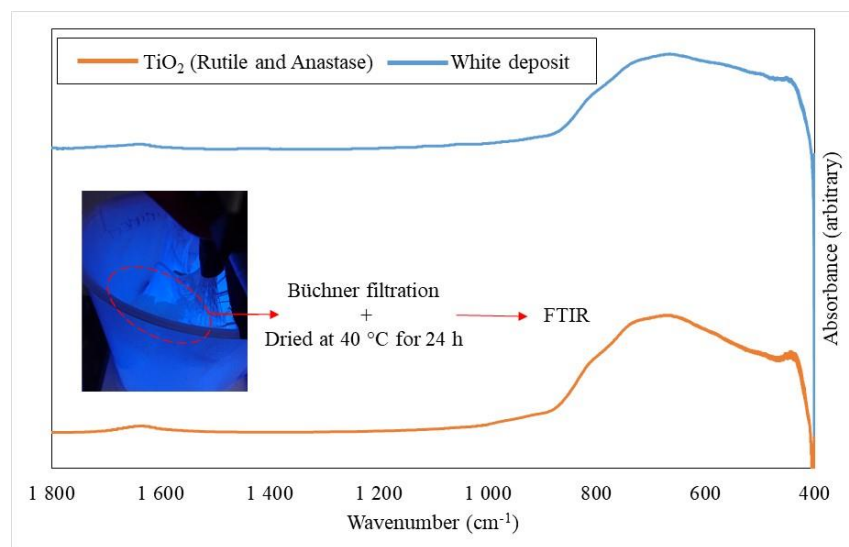 TiO₂ (Rutile and Anastase) White deposit
Absorbance (arbitrary)
Büchner filtration
+
Dried at 40 °C for 24 h
FTIR
1 800 1 600 1 400 1 200 1 000 800 600 400
Wavenumber (cm⁻¹)